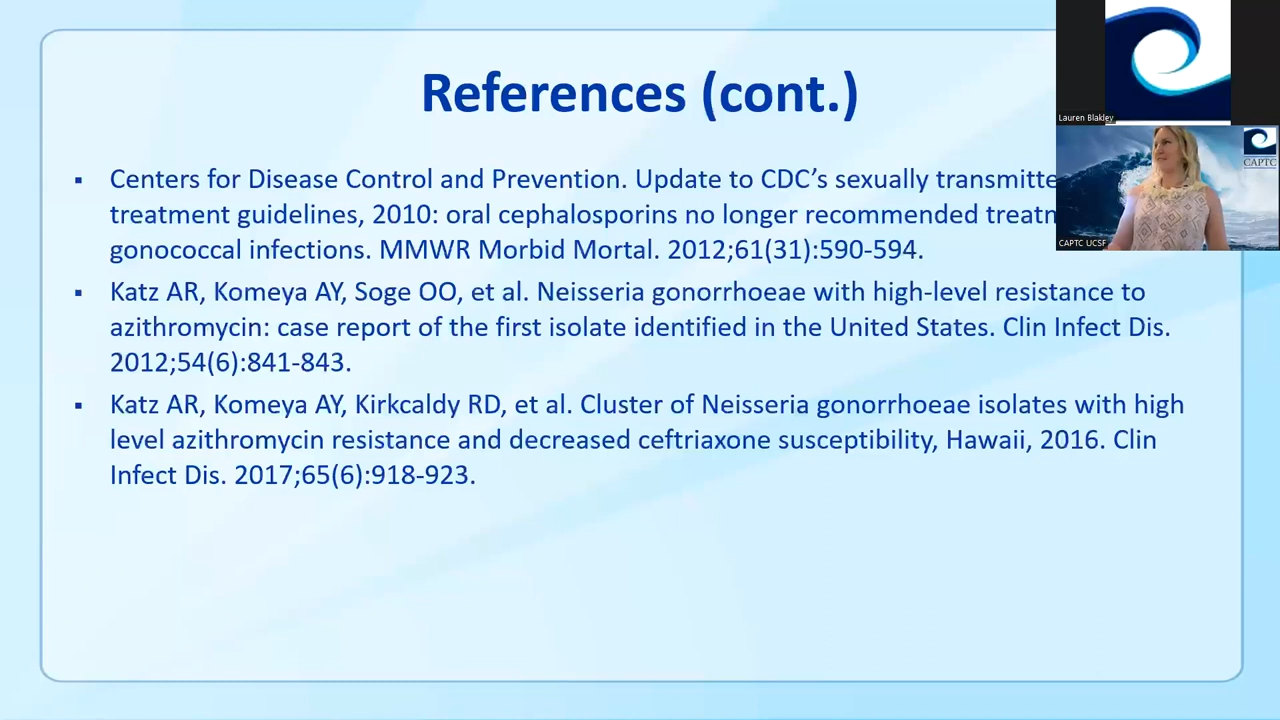 References (cont.)
Lauren Blakley
CAPTC
CAPTC UCSF
▪ Centers for Disease Control and Prevention. Update to CDC’s sexually
treatment guidelines, 2010: oral cephalosporins no longer recommended
gonococcal infections. MMWR Morbid Mortal. 2012;61(31):590-594.
▪ Katz AR, Komeya AY, Soge OO, et al. Neisseria gonorrhoeae with high-level resistance to
azithromycin: case report of the first isolate identified in the United States. Clin Infect Dis.
2012;54(6):841-843.
▪ Katz AR, Komeya AY, Kirkcaldy RD, et al. Cluster of Neisseria gonorrhoeae isolates with high
level azithromycin resistance and decreased ceftriaxone susceptibility, Hawaii, 2016. Clin
Infect Dis. 2017;65(6):918-923.